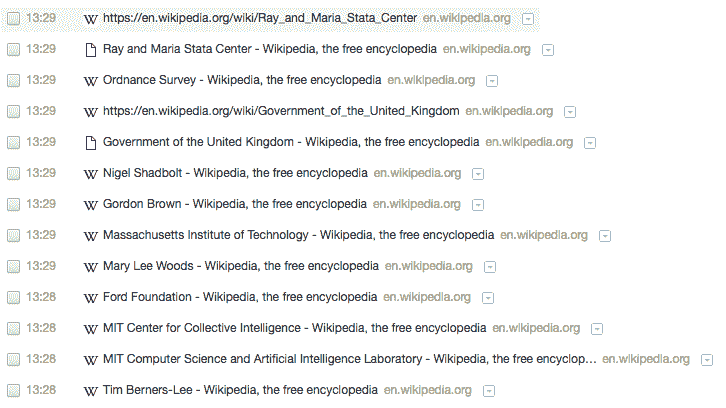 13:29 https://en.wikipedia.org/wiki/Ray_and_Maria_Stata_Center en.wikipedia.org
13:29 Ray and Maria Stata Center - Wikipedia, the free encyclopedia en.wikipedia.org
13:29 Ordnance Survey - Wikipedia, the free encyclopedia en.wikipedia.org
13:29 https://en.wikipedia.org/wiki/Government_of_the_United_Kingdom en.wikipedia.org
13:29 Government of the United Kingdom - Wikipedia, the free encyclopedia en.wikipedia.org
13:29 Nigel Shadbolt - Wikipedia, the free encyclopedia en.wikipedia.org
13:29 Gordon Brown - Wikipedia, the free encyclopedia en.wikipedia.org
13:29 Massachusetts Institute of Technology - Wikipedia, the free encyclopedia en.wikipedia.org
13:29 Mary Lee Woods - Wikipedia, the free encyclopedia en.wikipedia.org
13:28 Ford Foundation - Wikipedia, the free encyclopedia en.wikipedia.org
13:28 MIT Center for Collective Intelligence - Wikipedia, the free encyclopedia en.wikipedia.org
13:28 MIT Computer Science and Artificial Intelligence Laboratory - Wikipedia, the free encyclop... en.wikipedia.org
13:28 Tim Berners-Lee - Wikipedia, the free encyclopedia en.wikipedia.org